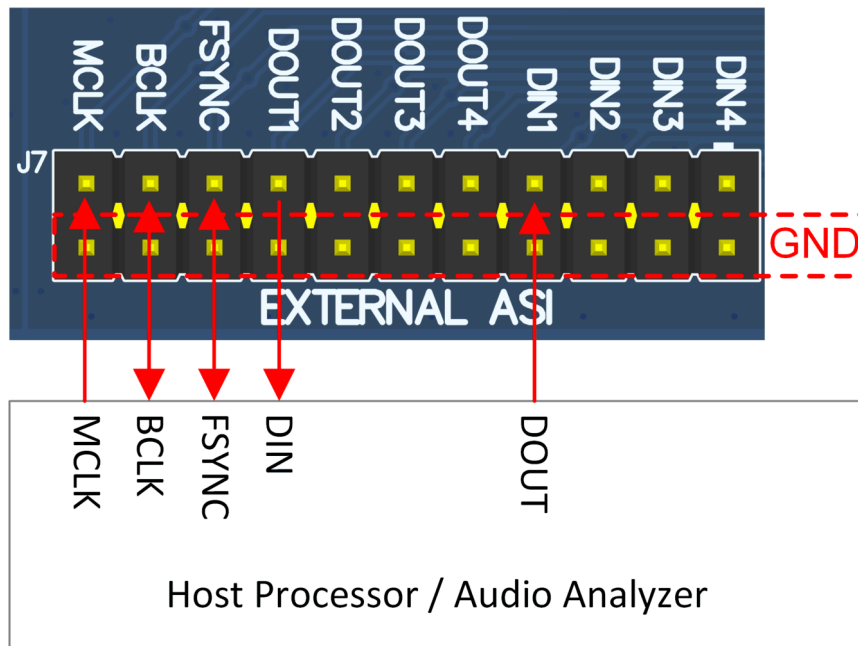 MCLK
BCLK
FSYNC
DOUT1
DOUT2
DOUT3
DOUT4
DIN1
DIN2
DIN3
DIN4
J7
GND
EXTERNAL ASI
MCLK
BCLK
FSYNC
DIN
DOUT
Host Processor / Audio Analyzer